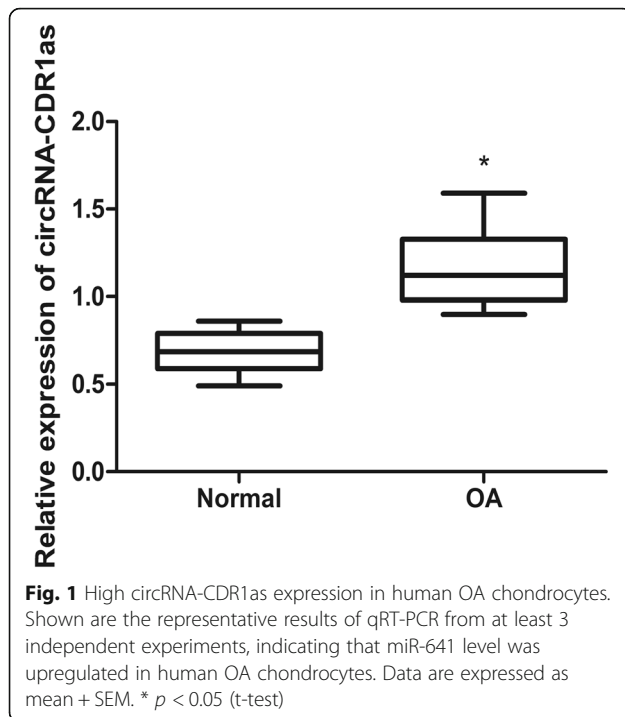 Relative expression of circRNA-CDR1as
2.0
1.5
1.0
0.5
0.0
*
Normal
OA
Fig. 1 High circRNA-CDR1as expression in human OA chondrocytes.
Shown are the representative results of qRT-PCR from at least 3
independent experiments, indicating that miR-641 level was
upregulated in human OA chondrocytes. Data are expressed as
mean + SEM. * p < 0.05 (t-test)